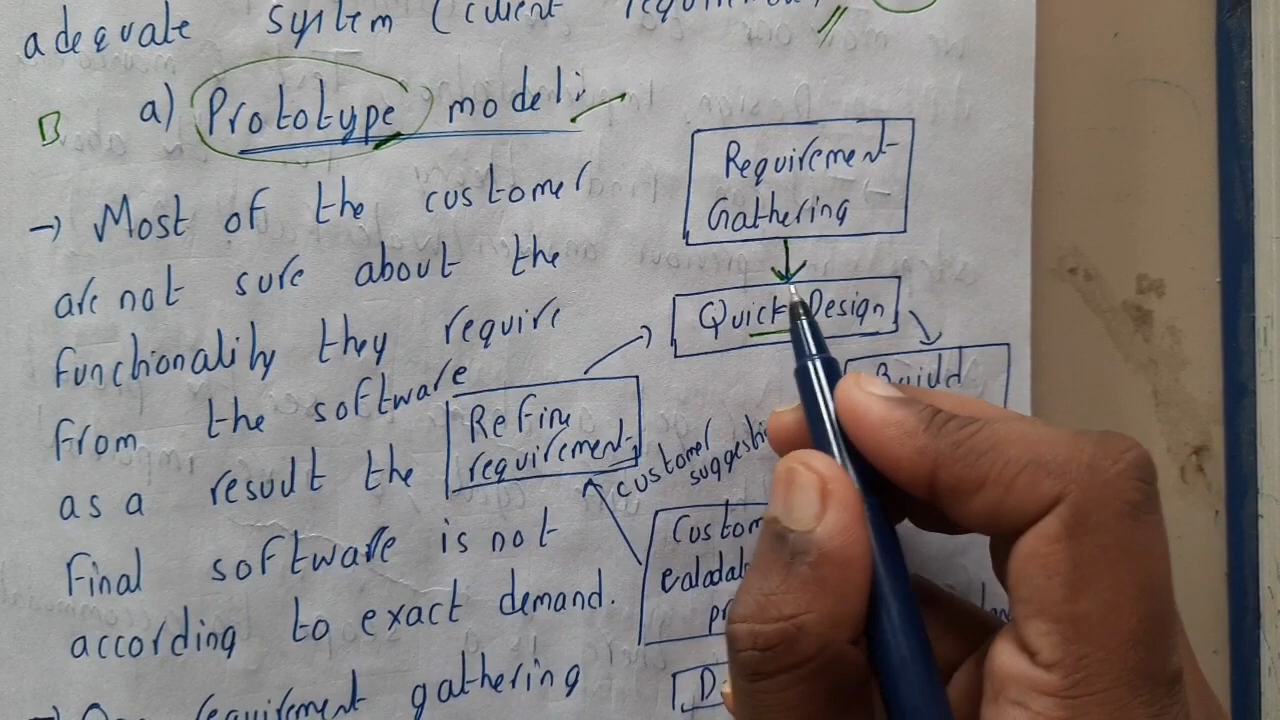 adequate system (client
a) Prototype model:
→ Most of the customer
are not sure about the
functionality they require
from the software
as a result the
Final software is not
according to exact demand.
requirement gathering
Requirement
Gathering
Quick Design
Build
Refine
requirement
customer
Custom
D